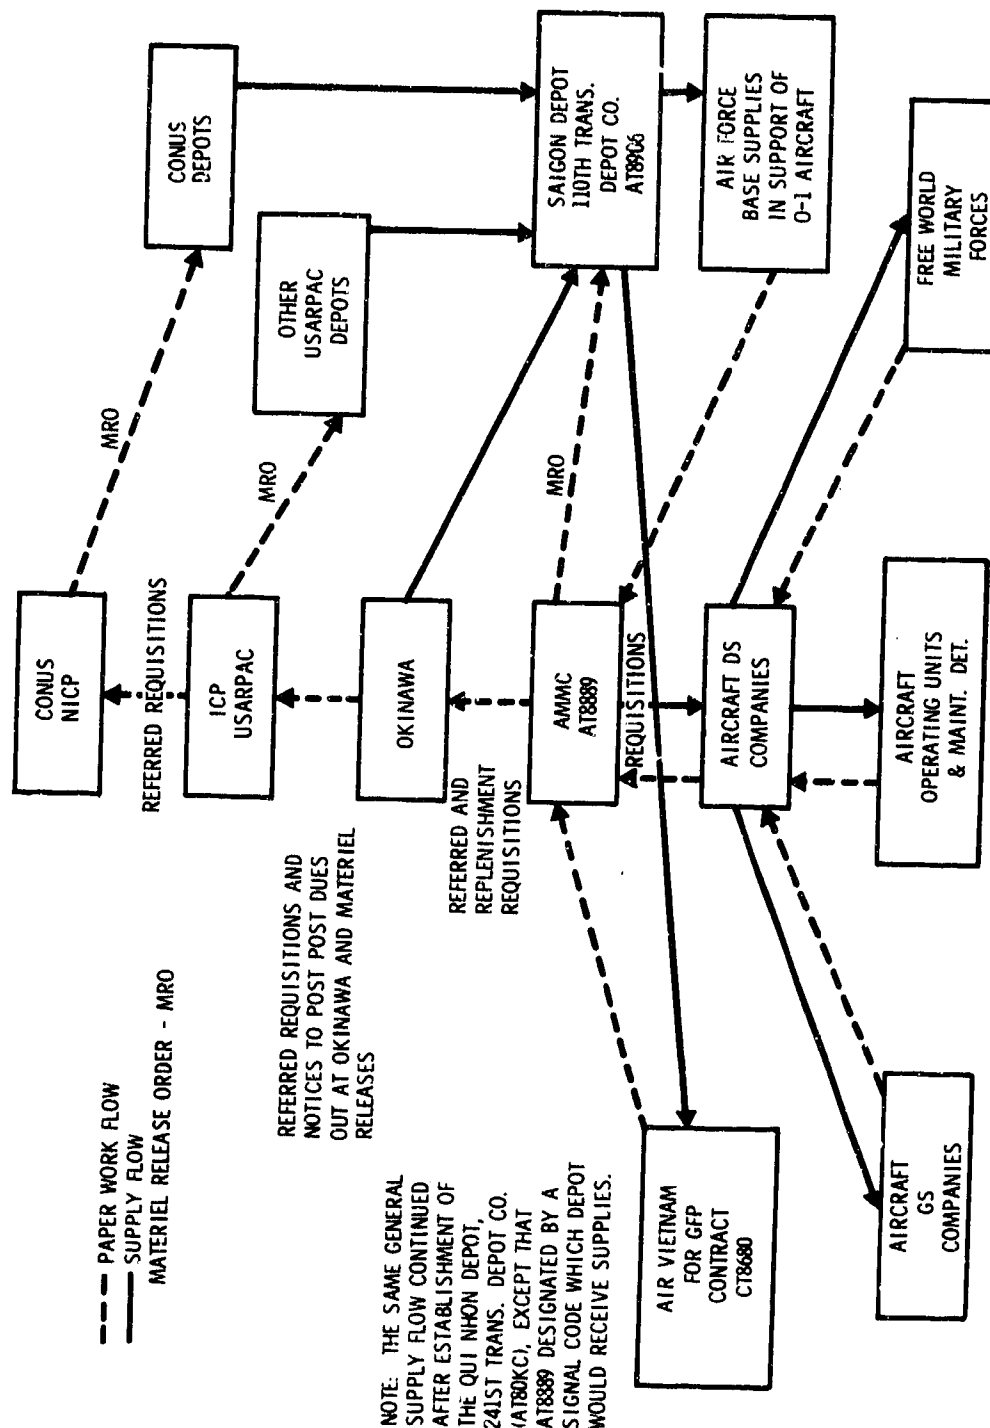 --- PAPER WORK FLOW
SUPPLY FLOW
MATERIEL RELEASE ORDER - MRO
CONUS
NICP
MRO
CONUS
DEPOTS
REFERRED REQUISITIONS
ICP
USARPAC
MRO
OTHER
USARPAC
DEPOTS
REFERRED REQUISITIONS AND
NOTICES TO POST POST DUES
OUT AT OKINAWA AND MATERIEL
RELEASES
OKINAWA
REFERRED AND
REPLENISHMENT
REQUISITIONS
NOTE: THE SAME GENERAL
SUPPLY FLOW CONTINUED
AFTER ESTABLISHMENT OF
THE QUI NHON DEPOT,
241ST TRANS. DEPOT CO.
(AT80KC), EXCEPT THAT
AT8889 DESIGNATED BY A
SIGNAL CODE WHICH DEPOT
WOULD RECEIVE SUPPLIES.
AMMC
AT8889
MRO
SAIGON DEPOT
110TH TRANS.
DEPOT CO.
AT89G6
REQUISITIONS
AIR VIETNAM
FOR GFP
CONTRACT
CT8680
AIRCRAFT DS
COMPANIES
AIR FORCE
BASE SUPPLIES
IN SUPPORT OF
O-1 AIRCRAFT
AIRCRAFT
GS
COMPANIES
AIRCRAFT
OPERATING UNITS
& MAINT. DET.
FREE WORLD
MILITARY
FORCES